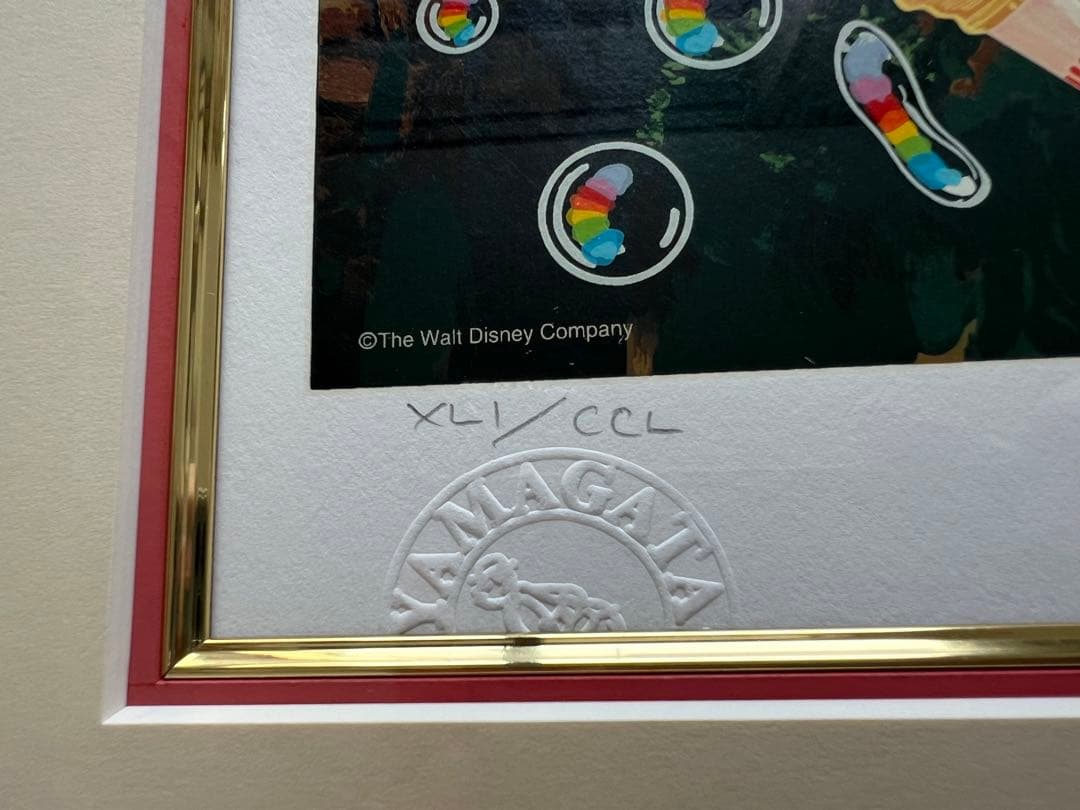 ©The Walt Disney Company
XLI/CCL
YAMAGATA